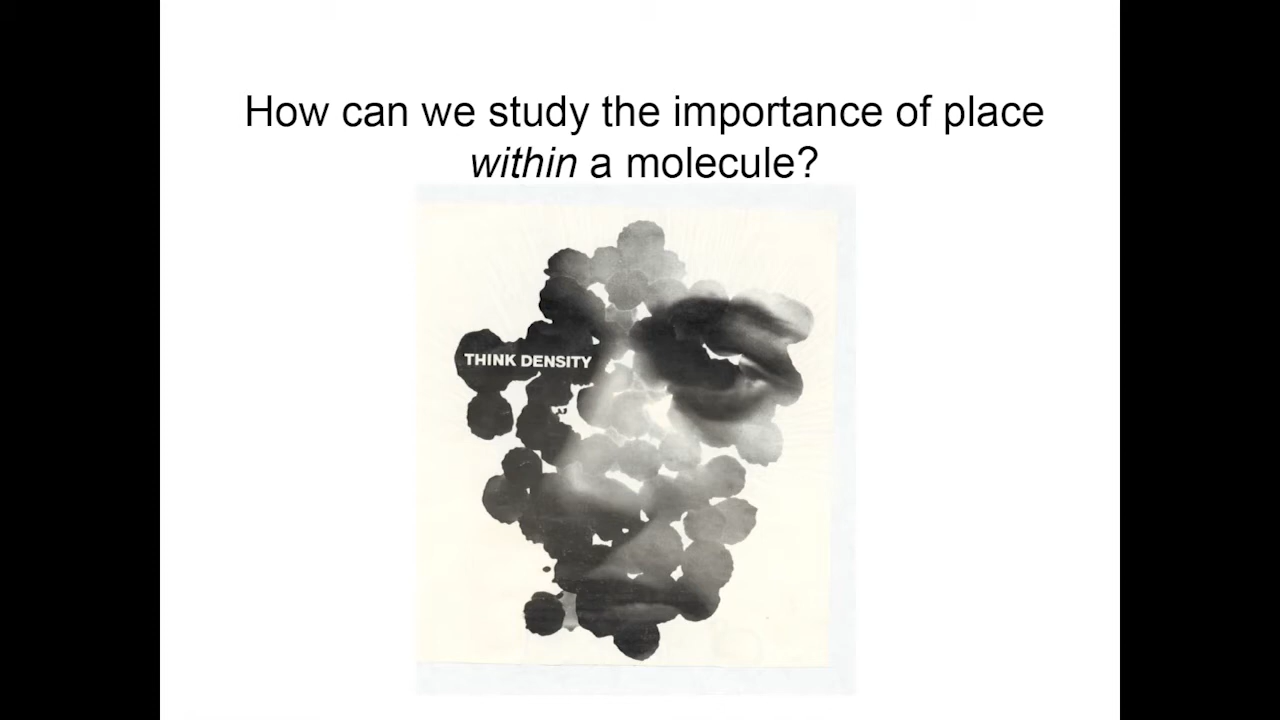 How can we study the importance of place
within a molecule?
THINK DENSITY